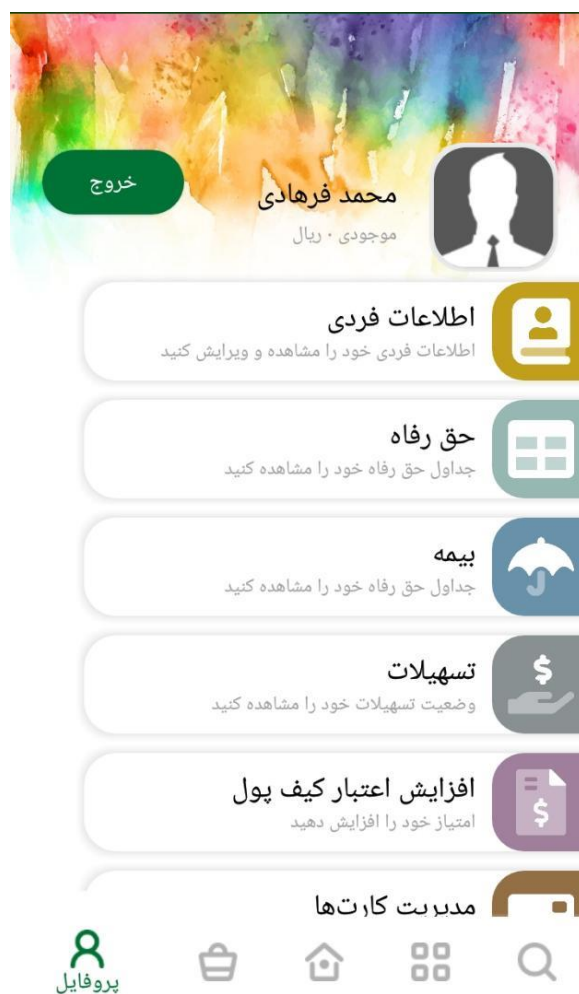 خروج
محمد فرهادی
موجودی ۰ ریال
اطلاعات فردی
اطلاعات فردی خود را مشاهده و ویرایش کنید
حق رفاه
جداول حق رفاه خود را مشاهده کنید
بیمه
جداول حق رفاه خود را مشاهده کنید
تسهیلات
وضعیت تسهیلات خود را مشاهده کنید
افزایش اعتبار کیف پول
امتیاز خود را افزایش دهید
مدیریت کارت‌ها
پروفایل